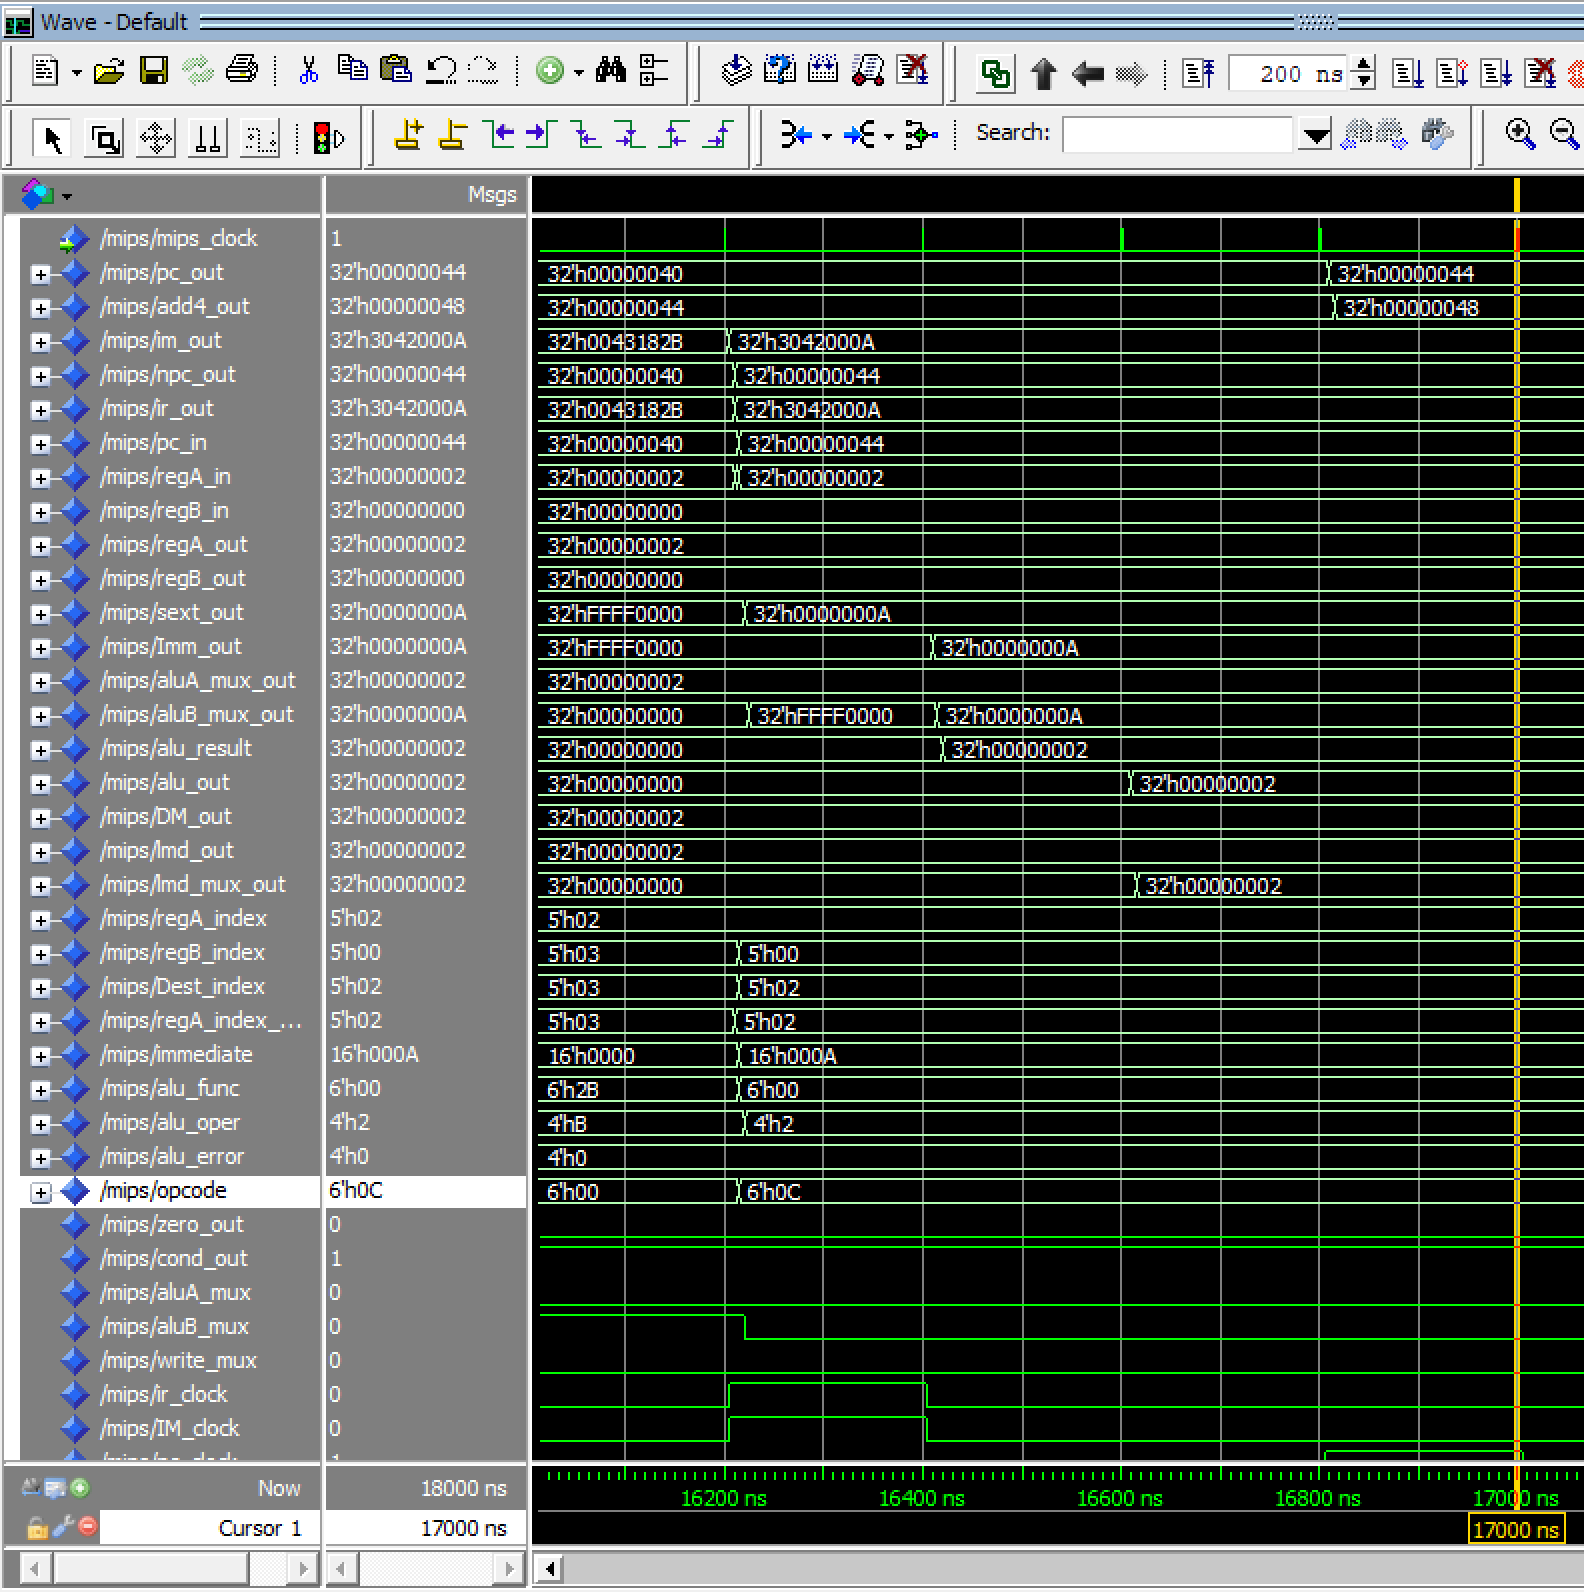 Wave - Default
200 ns
Search:
Msgs
/mips/mips_clock 1
/mips/pc_out 32'h00000044 32'h00000040 32'h00000044
/mips/add4_out 32'h00000048 32'h00000044 32'h00000048
/mips/im_out 32'h3042000A 32'h0043182B 32'h3042000A
/mips/npc_out 32'h00000044 32'h00000040 32'h00000044
/mips/ir_out 32'h3042000A 32'h0043182B 32'h3042000A
/mips/pc_in 32'h00000044 32'h00000040 32'h00000044
/mips/regA_in 32'h00000002 32'h00000002 32'h00000002
/mips/regB_in 32'h00000000 32'h00000000
/mips/regA_out 32'h00000002 32'h00000002
/mips/regB_out 32'h00000000 32'h00000000
/mips/sext_out 32'h0000000A 32'hFFFF0000 32'h0000000A
/mips/Imm_out 32'h0000000A 32'hFFFF0000 32'h0000000A
/mips/aluA_mux_out 32'h00000002 32'h00000002
/mips/aluB_mux_out 32'h0000000A 32'h00000000 32'hFFFF0000 32'h0000000A
/mips/alu_result 32'h00000002 32'h00000000 32'h00000002
/mips/alu_out 32'h00000002 32'h00000000 32'h00000002
/mips/DM_out 32'h00000002 32'h00000002
/mips/lmd_out 32'h00000002 32'h00000002
/mips/lmd_mux_out 32'h00000002 32'h00000000 32'h00000002
/mips/regA_index 5'h02 5'h02
/mips/regB_index 5'h00 5'h03 5'h00
/mips/Dest_index 5'h02 5'h03 5'h02
/mips/regA_index_... 5'h02 5'h03 5'h02
/mips/immediate 16'h000A 16'h0000 16'h000A
/mips/alu_func 6'h00 6'h2B 6'h00
/mips/alu_oper 4'h2 4'hB 4'h2
/mips/alu_error 4'h0 4'h0
/mips/opcode 6'h0C 6'h00 6'h0C
/mips/zero_out 0
/mips/cond_out 1
/mips/aluA_mux 0
/mips/aluB_mux 0
/mips/write_mux 0
/mips/ir_clock 0
/mips/IM_clock 0
Now 18000 ns 16200 ns 16400 ns 16600 ns 16800 ns 17000 ns
Cursor 1 17000 ns 17000 ns